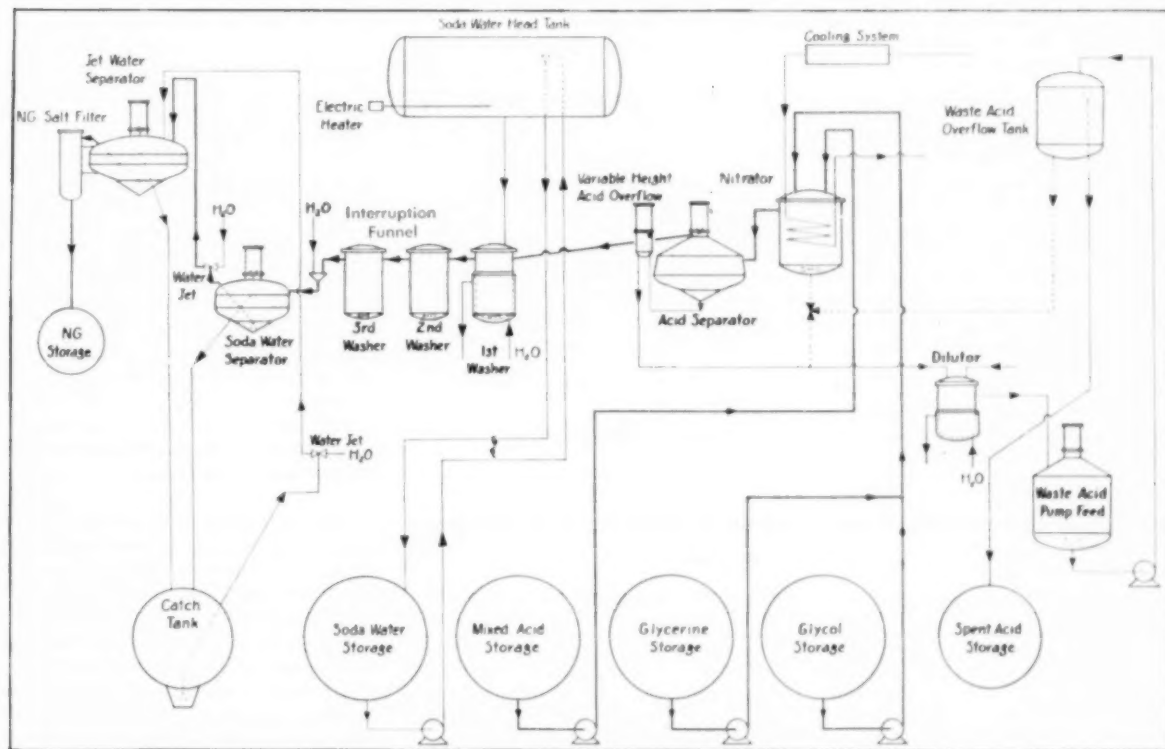 Soda Water Head Tank
Cooling System
Jet Water
Separator
NG Salt Filter
Electric
Heater
Waste Acid
Overflow Tank
Variable Height
Acid Overflow
Nitrator
H₂O
H₂O
Interruption
Funnel
Water
Jet
NG
Storage
Soda Water
Separator
3rd
Washer
2nd
Washer
1st
Washer
H₂O
Acid Separator
Dilutor
Water Jet
H₂O
H₂O
Waste Acid
Pump Feed
Catch
Tank
Soda Water
Storage
Mixed Acid
Storage
Glycerine
Storage
Glycol
Storage
Spent Acid
Storage